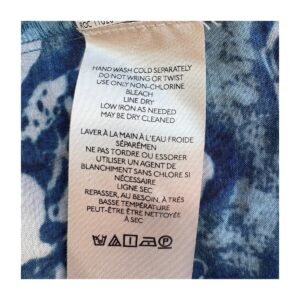 HAND WASH COLD SEPARATELY
DO NOT WRING OR TWIST
USE ONLY NON-CHLORINE
BLEACH
LINE DRY
LOW IRON AS NEEDED
MAY BE DRY CLEANED
LAVER À LA MAIN À L'EAU FROIDE
SÉPARÉMEN
NE PAS TORDRE OU ESSORER
UTILISER UN AGENT DE
BLANCHIMENT SANS CHLORE SI
NÉCESSAIRE
LIGNE SEC
REPASSER, AU BESOIN, À TRÈS
BASSE TEMPÉRATURE
PEUT-ÊTRE ÊTRE NETTOYÉE
À SEC